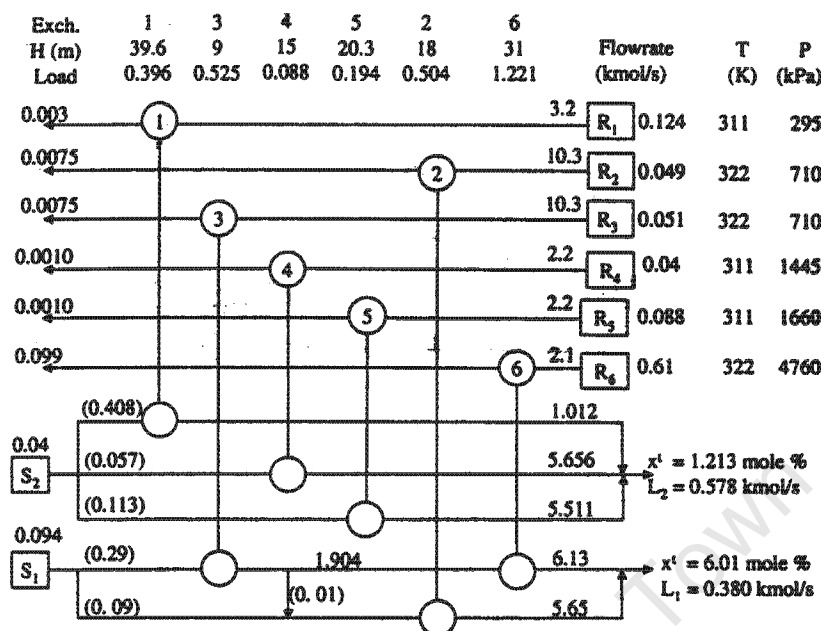 Exch. 1 3 4 5 2 6
H (m) 39.6 9 15 20.3 18 31 Flowrate T P
Load 0.396 0.525 0.088 0.194 0.504 1.221 (kmol/s) (K) (kPa)
0.003 1 3.2 R₁ 0.124 311 295
0.0075 2 10.3 R₂ 0.049 322 710
0.0075 3 10.3 R₃ 0.051 322 710
0.0010 4 2.2 R₄ 0.04 311 1445
0.0010 5 2.2 R₅ 0.088 311 1660
0.099 6 2.1 R₆ 0.61 322 4760
(0.408) 1.012
0.04
S₂ (0.057) 5.656 xᵗ = 1.213 mole %
L₂ = 0.578 kmol/s
(0.113) 5.511
0.094
S₁ (0.29) 1.904 6.13 xᵗ = 6.01 mole %
L₁ = 0.380 kmol/s
(0.01)
(0. 09) 5.65
Town